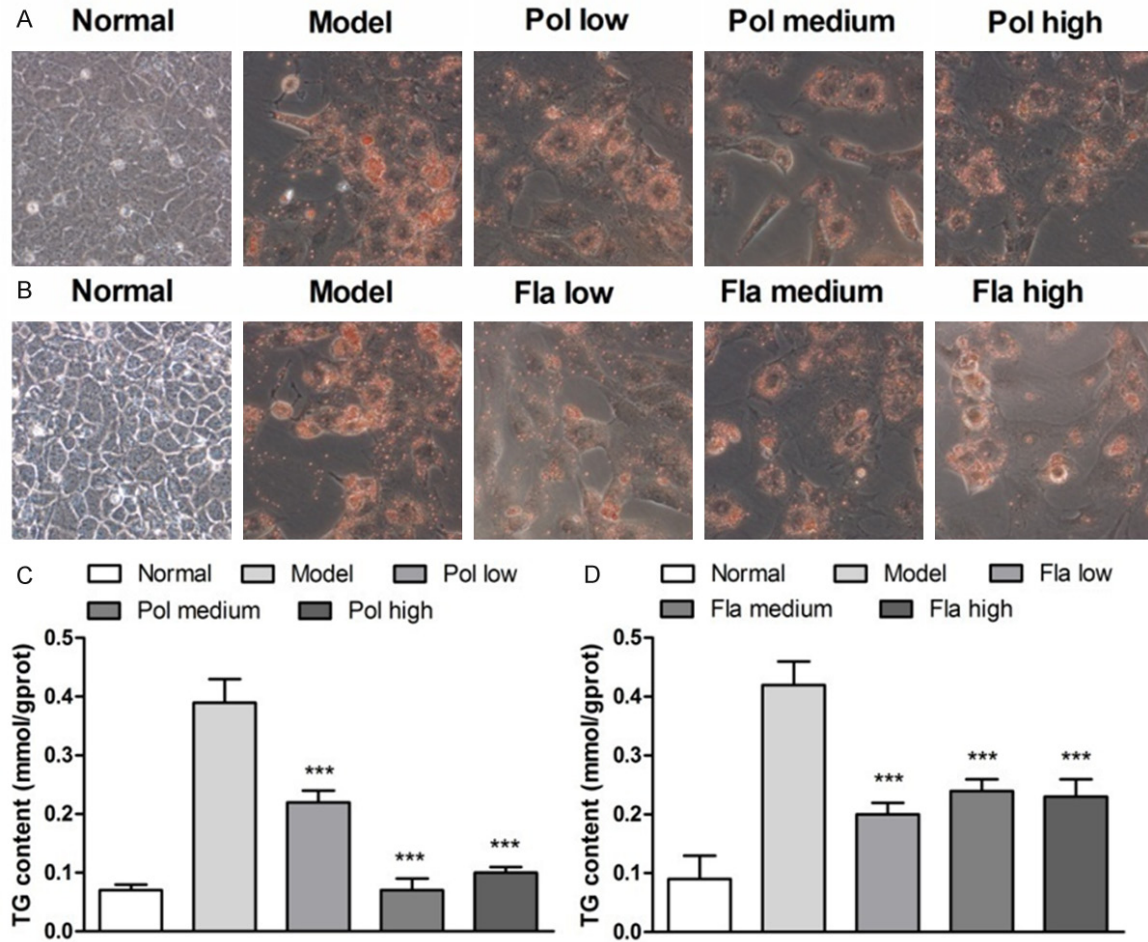 A Normal Model Pol low Pol medium Pol high
B Normal Model Fla low Fla medium Fla high
C Normal Model Pol low
Pol medium Pol high
TG content (mmol/gprot)
0.5
0.4
0.3
0.2
0.1
0.0
***
***
***
D Normal Model Fla low
Fla medium Fla high
TG content (mmol/gprot)
0.5
0.4
0.3
0.2
0.1
0.0
***
***
***